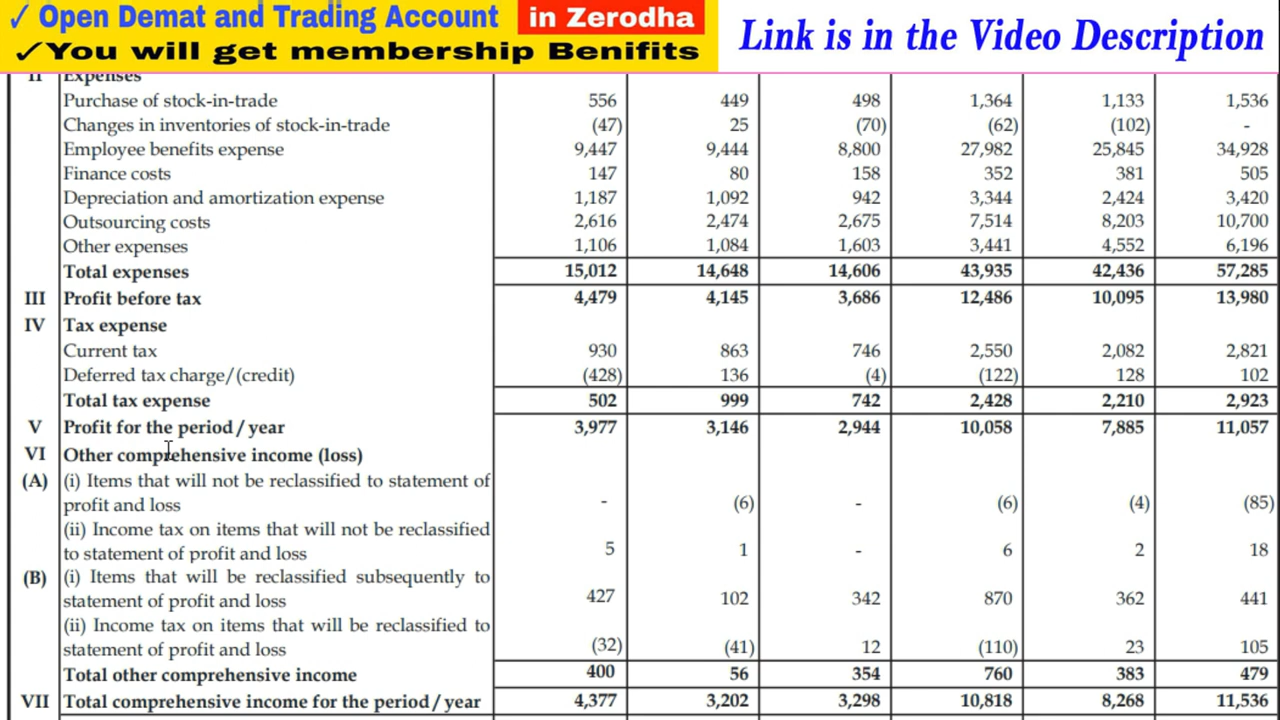 ✓ Open Demat and Trading Account in Zerodha
✓You will get membership Benifits
Link is in the Video Description
II Expenses
Purchase of stock-in-trade 556 449 498 1,364 1,133 1,536
Changes in inventories of stock-in-trade (47) 25 (70) (62) (102) -
Employee benefits expense 9,447 9,444 8,800 27,982 25,845 34,928
Finance costs 147 80 158 352 381 505
Depreciation and amortization expense 1,187 1,092 942 3,344 2,424 3,420
Outsourcing costs 2,616 2,474 2,675 7,514 8,203 10,700
Other expenses 1,106 1,084 1,603 3,441 4,552 6,196
Total expenses 15,012 14,648 14,606 43,935 42,436 57,285
III Profit before tax 4,479 4,145 3,686 12,486 10,095 13,980
IV Tax expense
Current tax 930 863 746 2,550 2,082 2,821
Deferred tax charge/(credit) (428) 136 (4) (122) 128 102
Total tax expense 502 999 742 2,428 2,210 2,923
V Profit for the period / year 3,977 3,146 2,944 10,058 7,885 11,057
VI Other comprehensive income (loss)
(A) (i) Items that will not be reclassified to statement of
profit and loss - (6) - (6) (4) (85)
(ii) Income tax on items that will not be reclassified
to statement of profit and loss 5 1 - 6 2 18
(B) (i) Items that will be reclassified subsequently to
statement of profit and loss 427 102 342 870 362 441
(ii) Income tax on items that will be reclassified to
statement of profit and loss (32) (41) 12 (110) 23 105
Total other comprehensive income 400 56 354 760 383 479
VII Total comprehensive income for the period / year 4,377 3,202 3,298 10,818 8,268 11,536